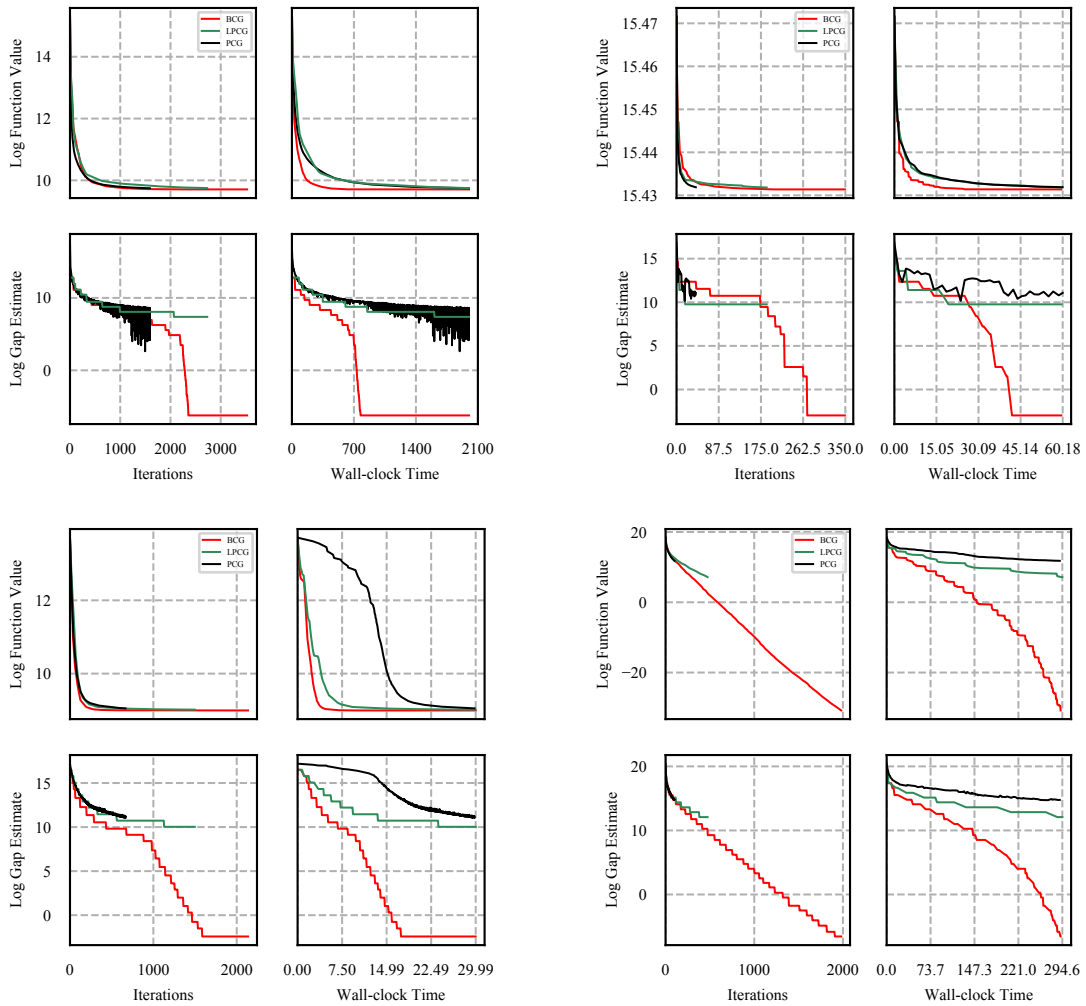 BCG
LPCG
PCG
Log Function Value
14
12
10
Log Gap Estimate
10
0
0 1000 2000 3000
Iterations
0 700 1400 2100
Wall-clock Time
BCG
LPCG
PCG
Log Function Value
15.47
15.46
15.45
15.44
15.43
Log Gap Estimate
15
10
5
0
0.0 87.5 175.0 262.5 350.0
Iterations
0.00 15.05 30.09 45.14 60.18
Wall-clock Time
BCG
LPCG
PCG
Log Function Value
12
10
Log Gap Estimate
15
10
5
0
0 1000 2000
Iterations
0.00 7.50 14.99 22.49 29.99
Wall-clock Time
BCG
LPCG
PCG
Log Function Value
20
0
−20
Log Gap Estimate
20
10
0
0 1000 2000
Iterations
0.0 73.7 147.3 221.0 294.6
Wall-clock Time